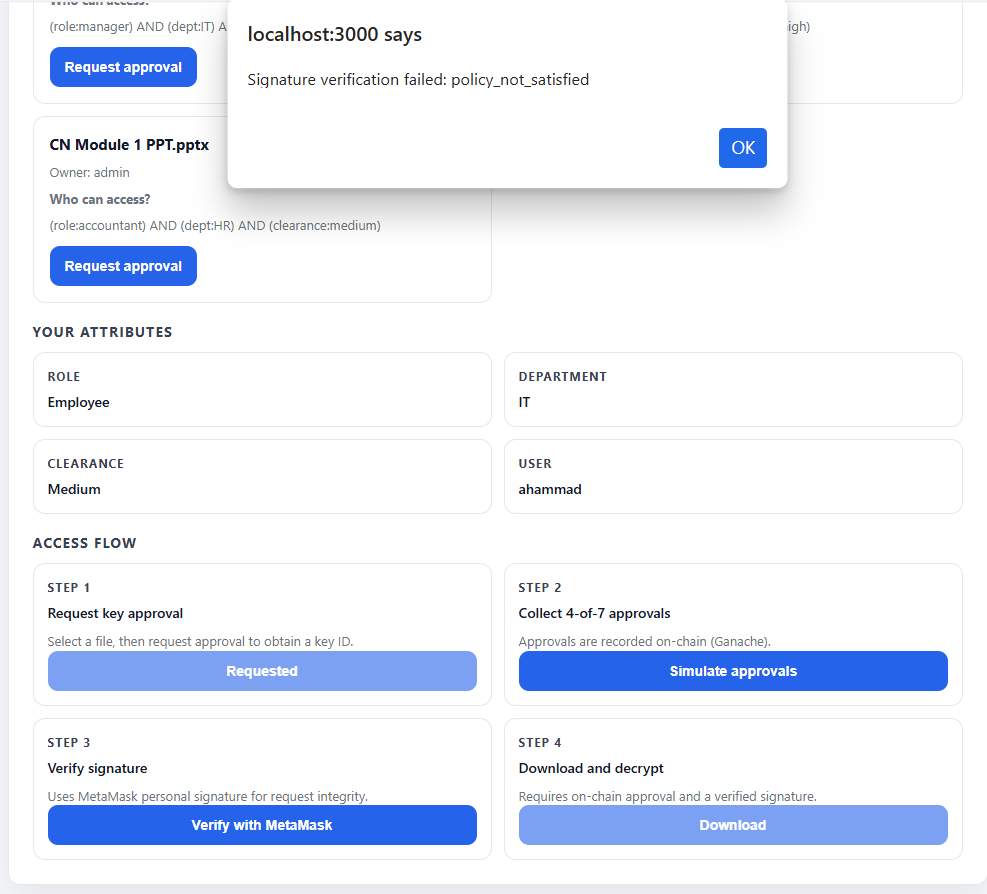 Who can access?
(role:manager) AND (dept:IT) A
igh)
Request approval
localhost:3000 says
Signature verification failed: policy_not_satisfied
OK
CN Module 1 PPT.pptx
Owner: admin
Who can access?
(role:accountant) AND (dept:HR) AND (clearance:medium)
Request approval
YOUR ATTRIBUTES
ROLE
Employee
DEPARTMENT
IT
CLEARANCE
Medium
USER
ahammad
ACCESS FLOW
STEP 1
Request key approval
Select a file, then request approval to obtain a key ID.
Requested
STEP 2
Collect 4-of-7 approvals
Approvals are recorded on-chain (Ganache).
Simulate approvals
STEP 3
Verify signature
Uses MetaMask personal signature for request integrity.
Verify with MetaMask
STEP 4
Download and decrypt
Requires on-chain approval and a verified signature.
Download